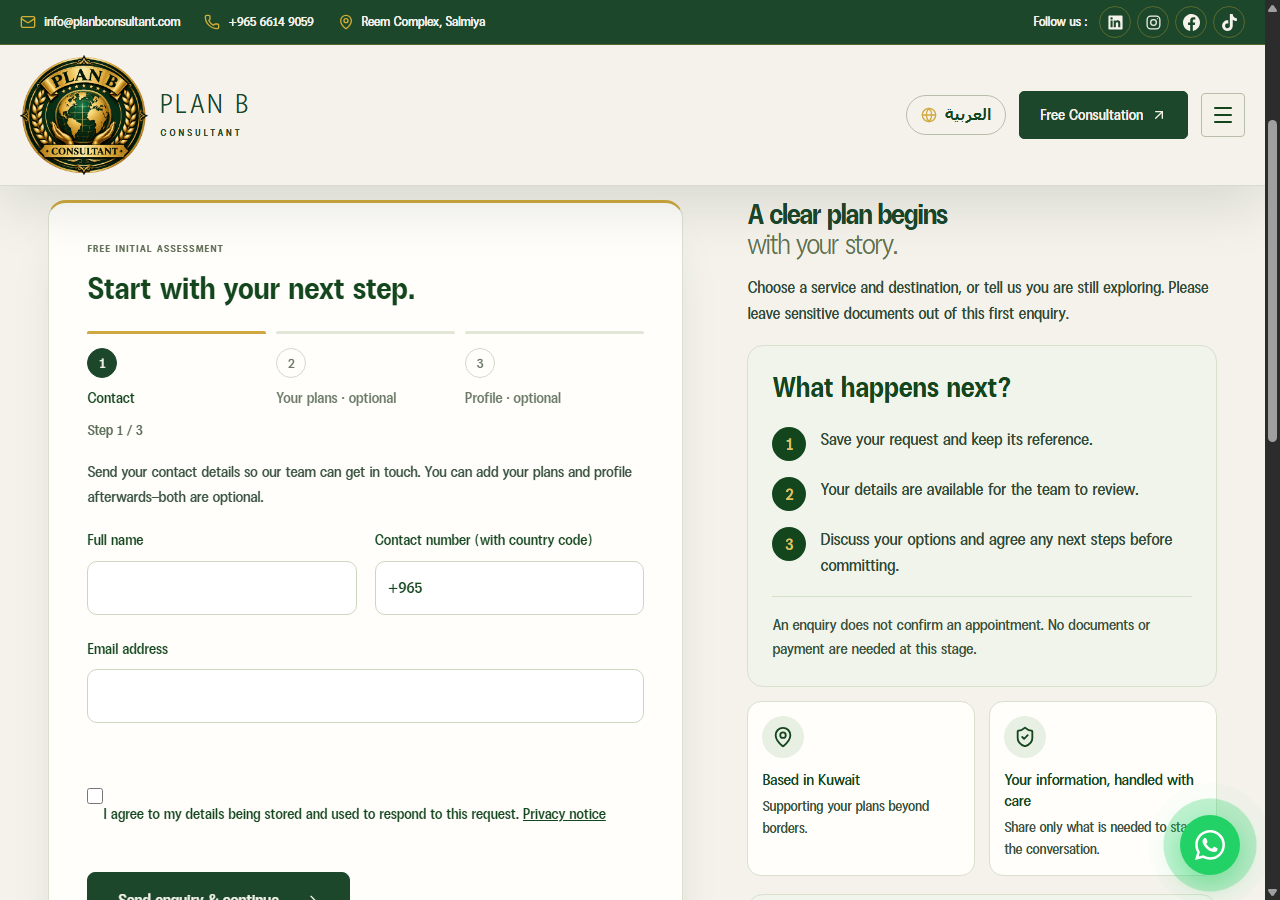 info@planbconsultant.com
+965 6614 9059
Reem Complex, Salmiya
Follow us :
PLAN B
CONSULTANT
PLAN B
CONSULTANT
العربية
Free Consultation
FREE INITIAL ASSESSMENT
Start with your next step.
1
2
3
Contact
Your plans · optional
Profile · optional
Step 1 / 3
Send your contact details so our team can get in touch. You can add your plans and profile
afterwards–both are optional.
Full name
Contact number (with country code)
+965
Email address
I agree to my details being stored and used to respond to this request. Privacy notice
Send enquiry & continue
A clear plan begins
with your story.
Choose a service and destination, or tell us you are still exploring. Please
leave sensitive documents out of this first enquiry.
What happens next?
1
Save your request and keep its reference.
2
Your details are available for the team to review.
3
Discuss your options and agree any next steps before
committing.
An enquiry does not confirm an appointment. No documents or
payment are needed at this stage.
Based in Kuwait
Supporting your plans beyond
borders.
Your information, handled with
care
Share only what is needed to
the conversation.